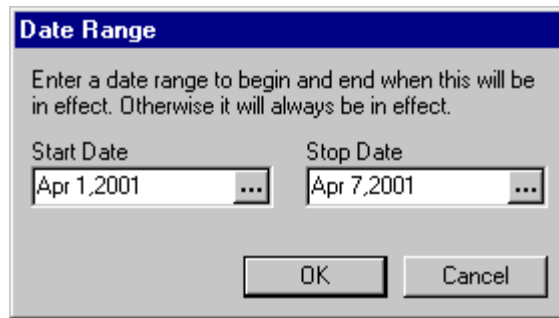 Date Range
Enter a date range to begin and end when this will be
in effect. Otherwise it will always be in effect.
Start Date
Stop Date
Apr 1,2001 ...
Apr 7,2001 ...
OK
Cancel